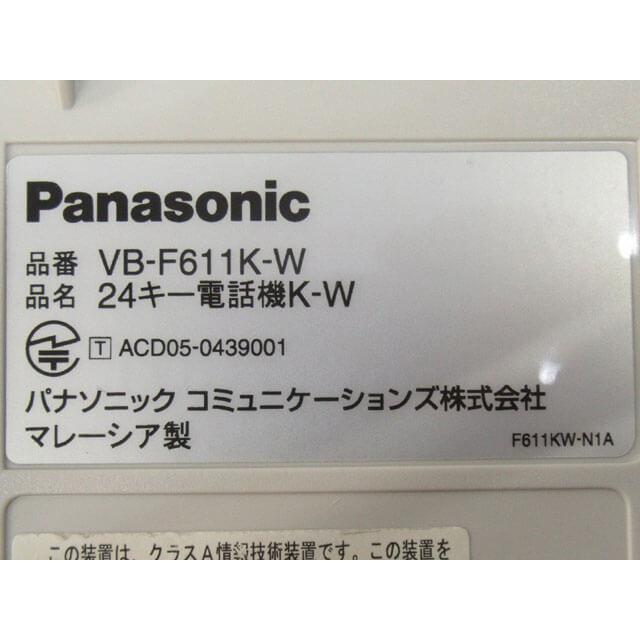 Panasonic
品番 VB-F611K-W
品名 24キー電話機K-W
T ACD05-0439001
パナソニック コミュニケーションズ株式会社
マレーシア製
F611KW-N1A
この装置は、クラスA情報技術装置です。この装置を